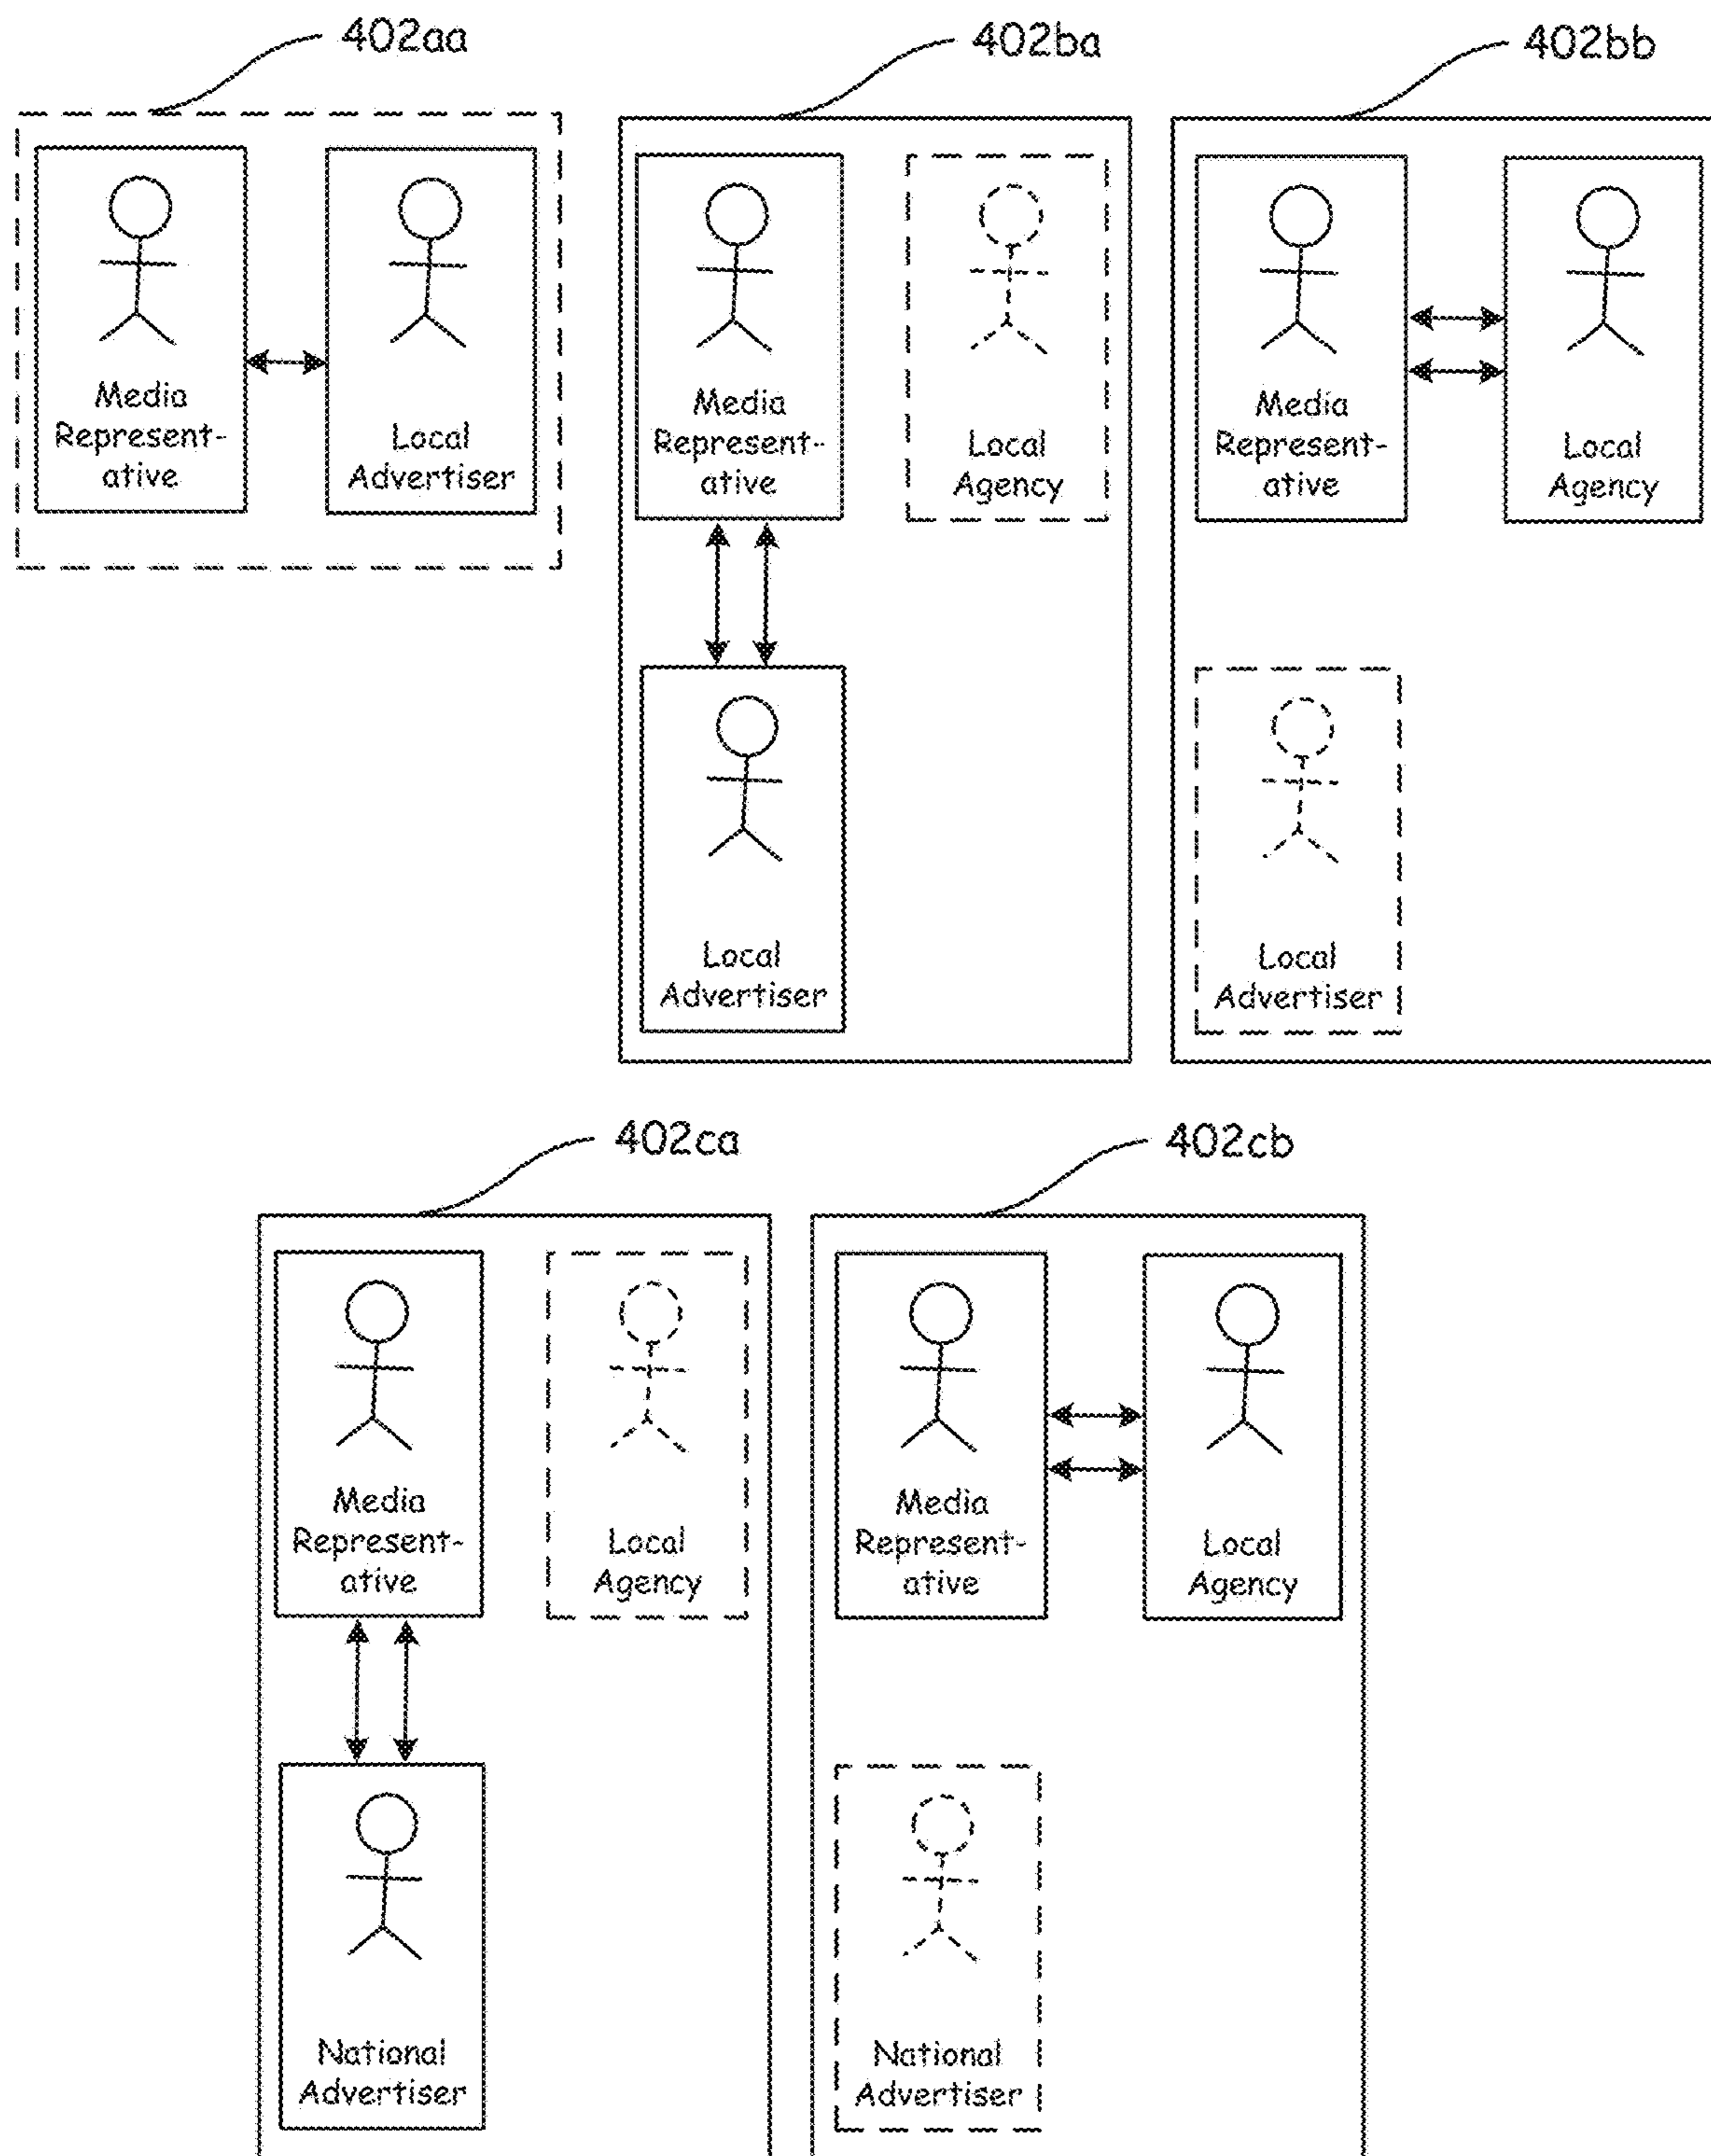 402aa
402ba
402bb
Media
Represent-
ative
Local
Advertiser
Media
Represent-
ative
Local
Agency
Local
Advertiser
Media
Represent-
ative
Local
Agency
Local
Advertiser
402ca
402cb
Media
Represent-
ative
Local
Agency
National
Advertiser
Media
Represent-
ative
Local
Agency
National
Advertiser